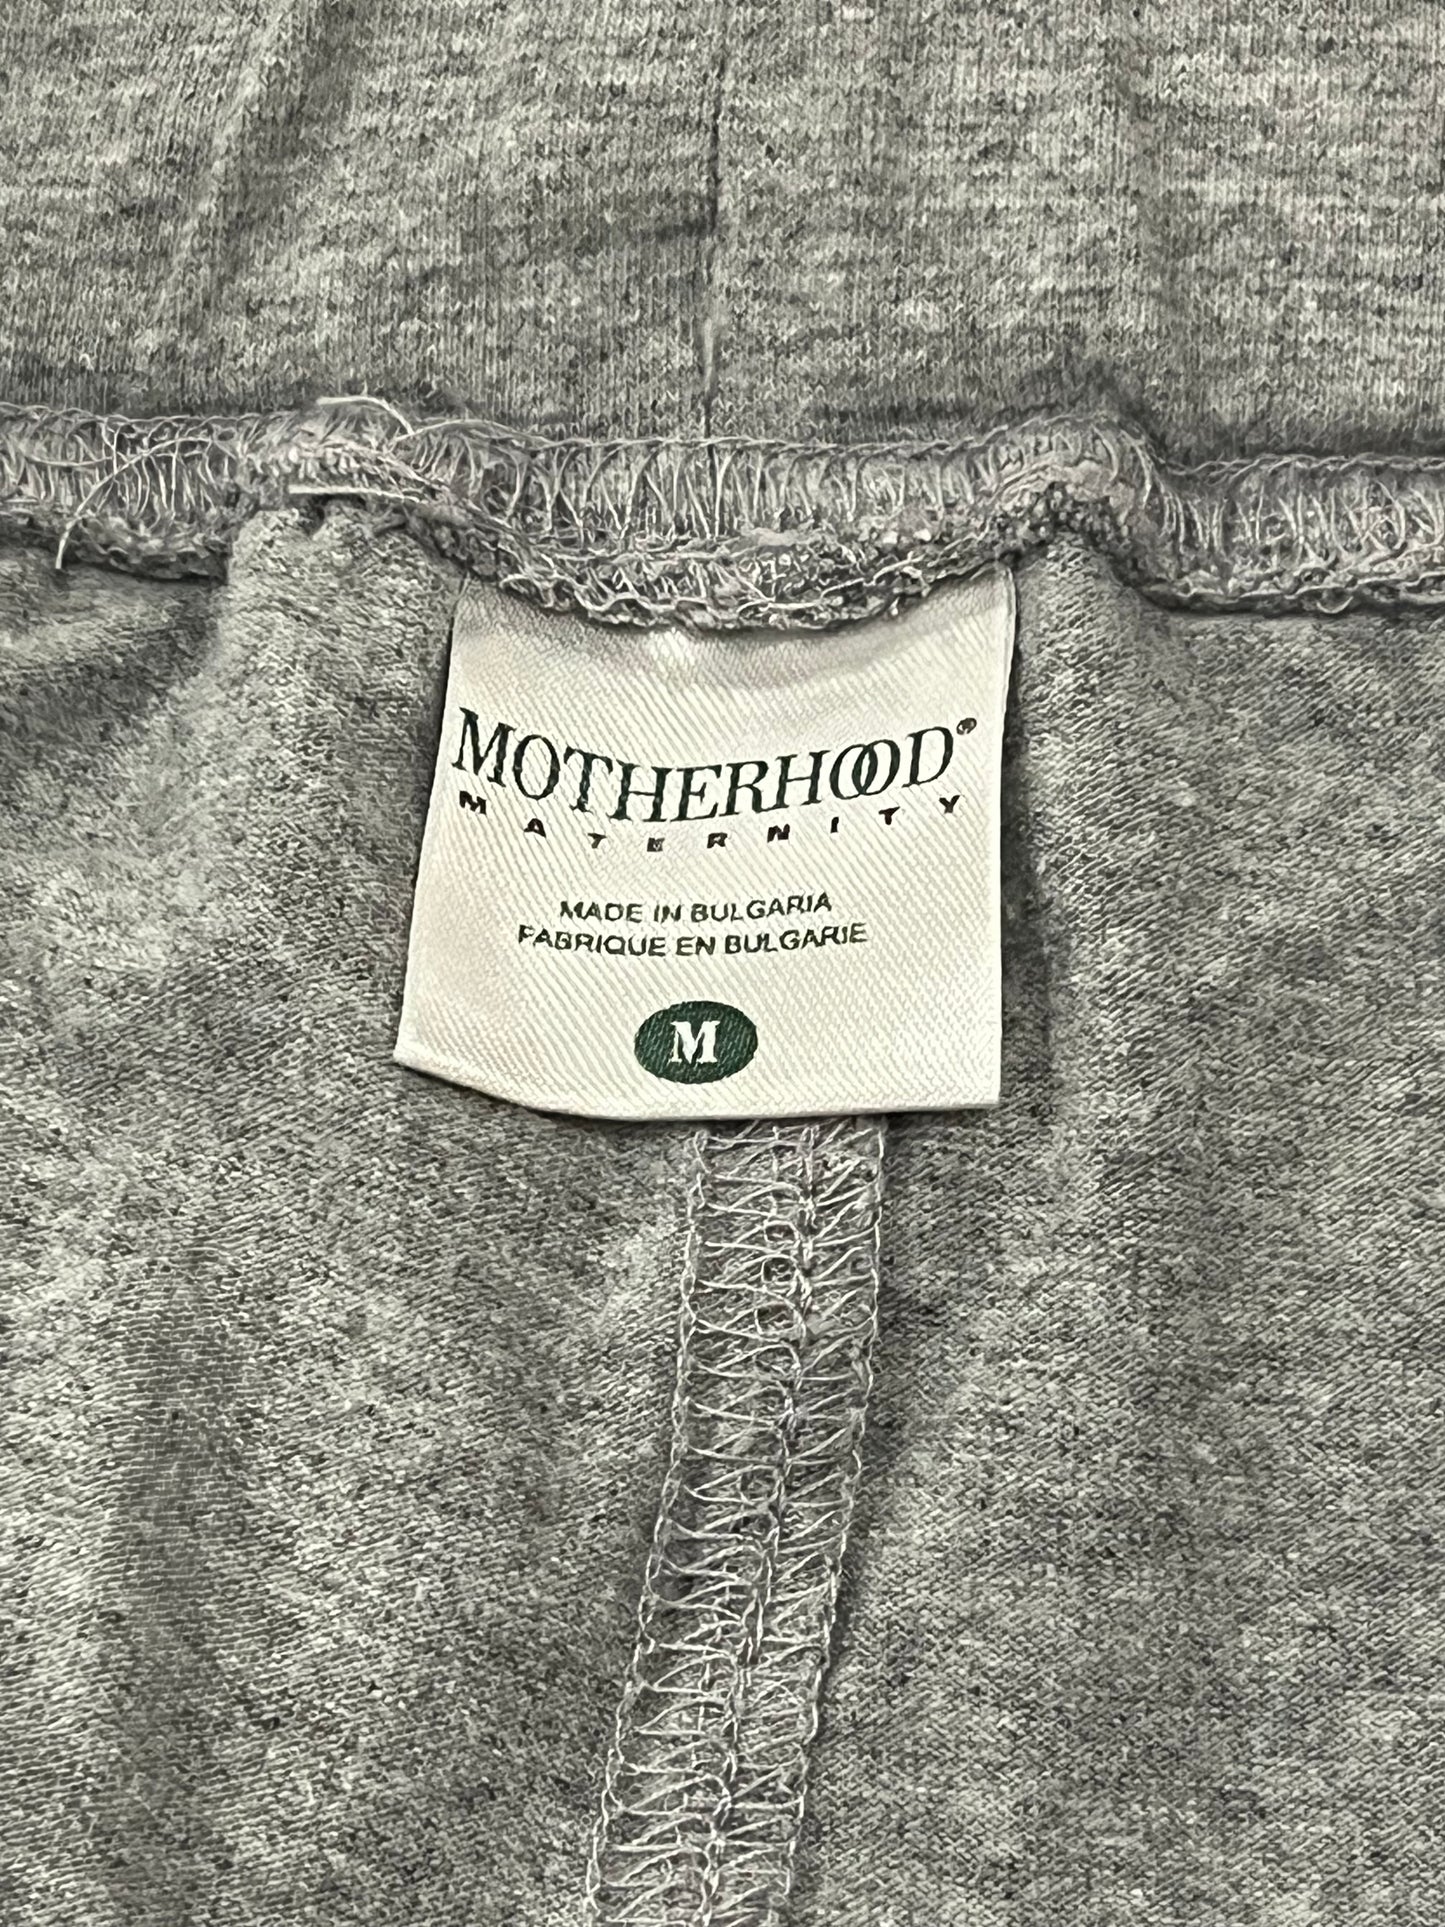 MOTHERHOOD®
MATERNITY
MADE IN BULGARIA
FABRIQUE EN BULGARIE
M